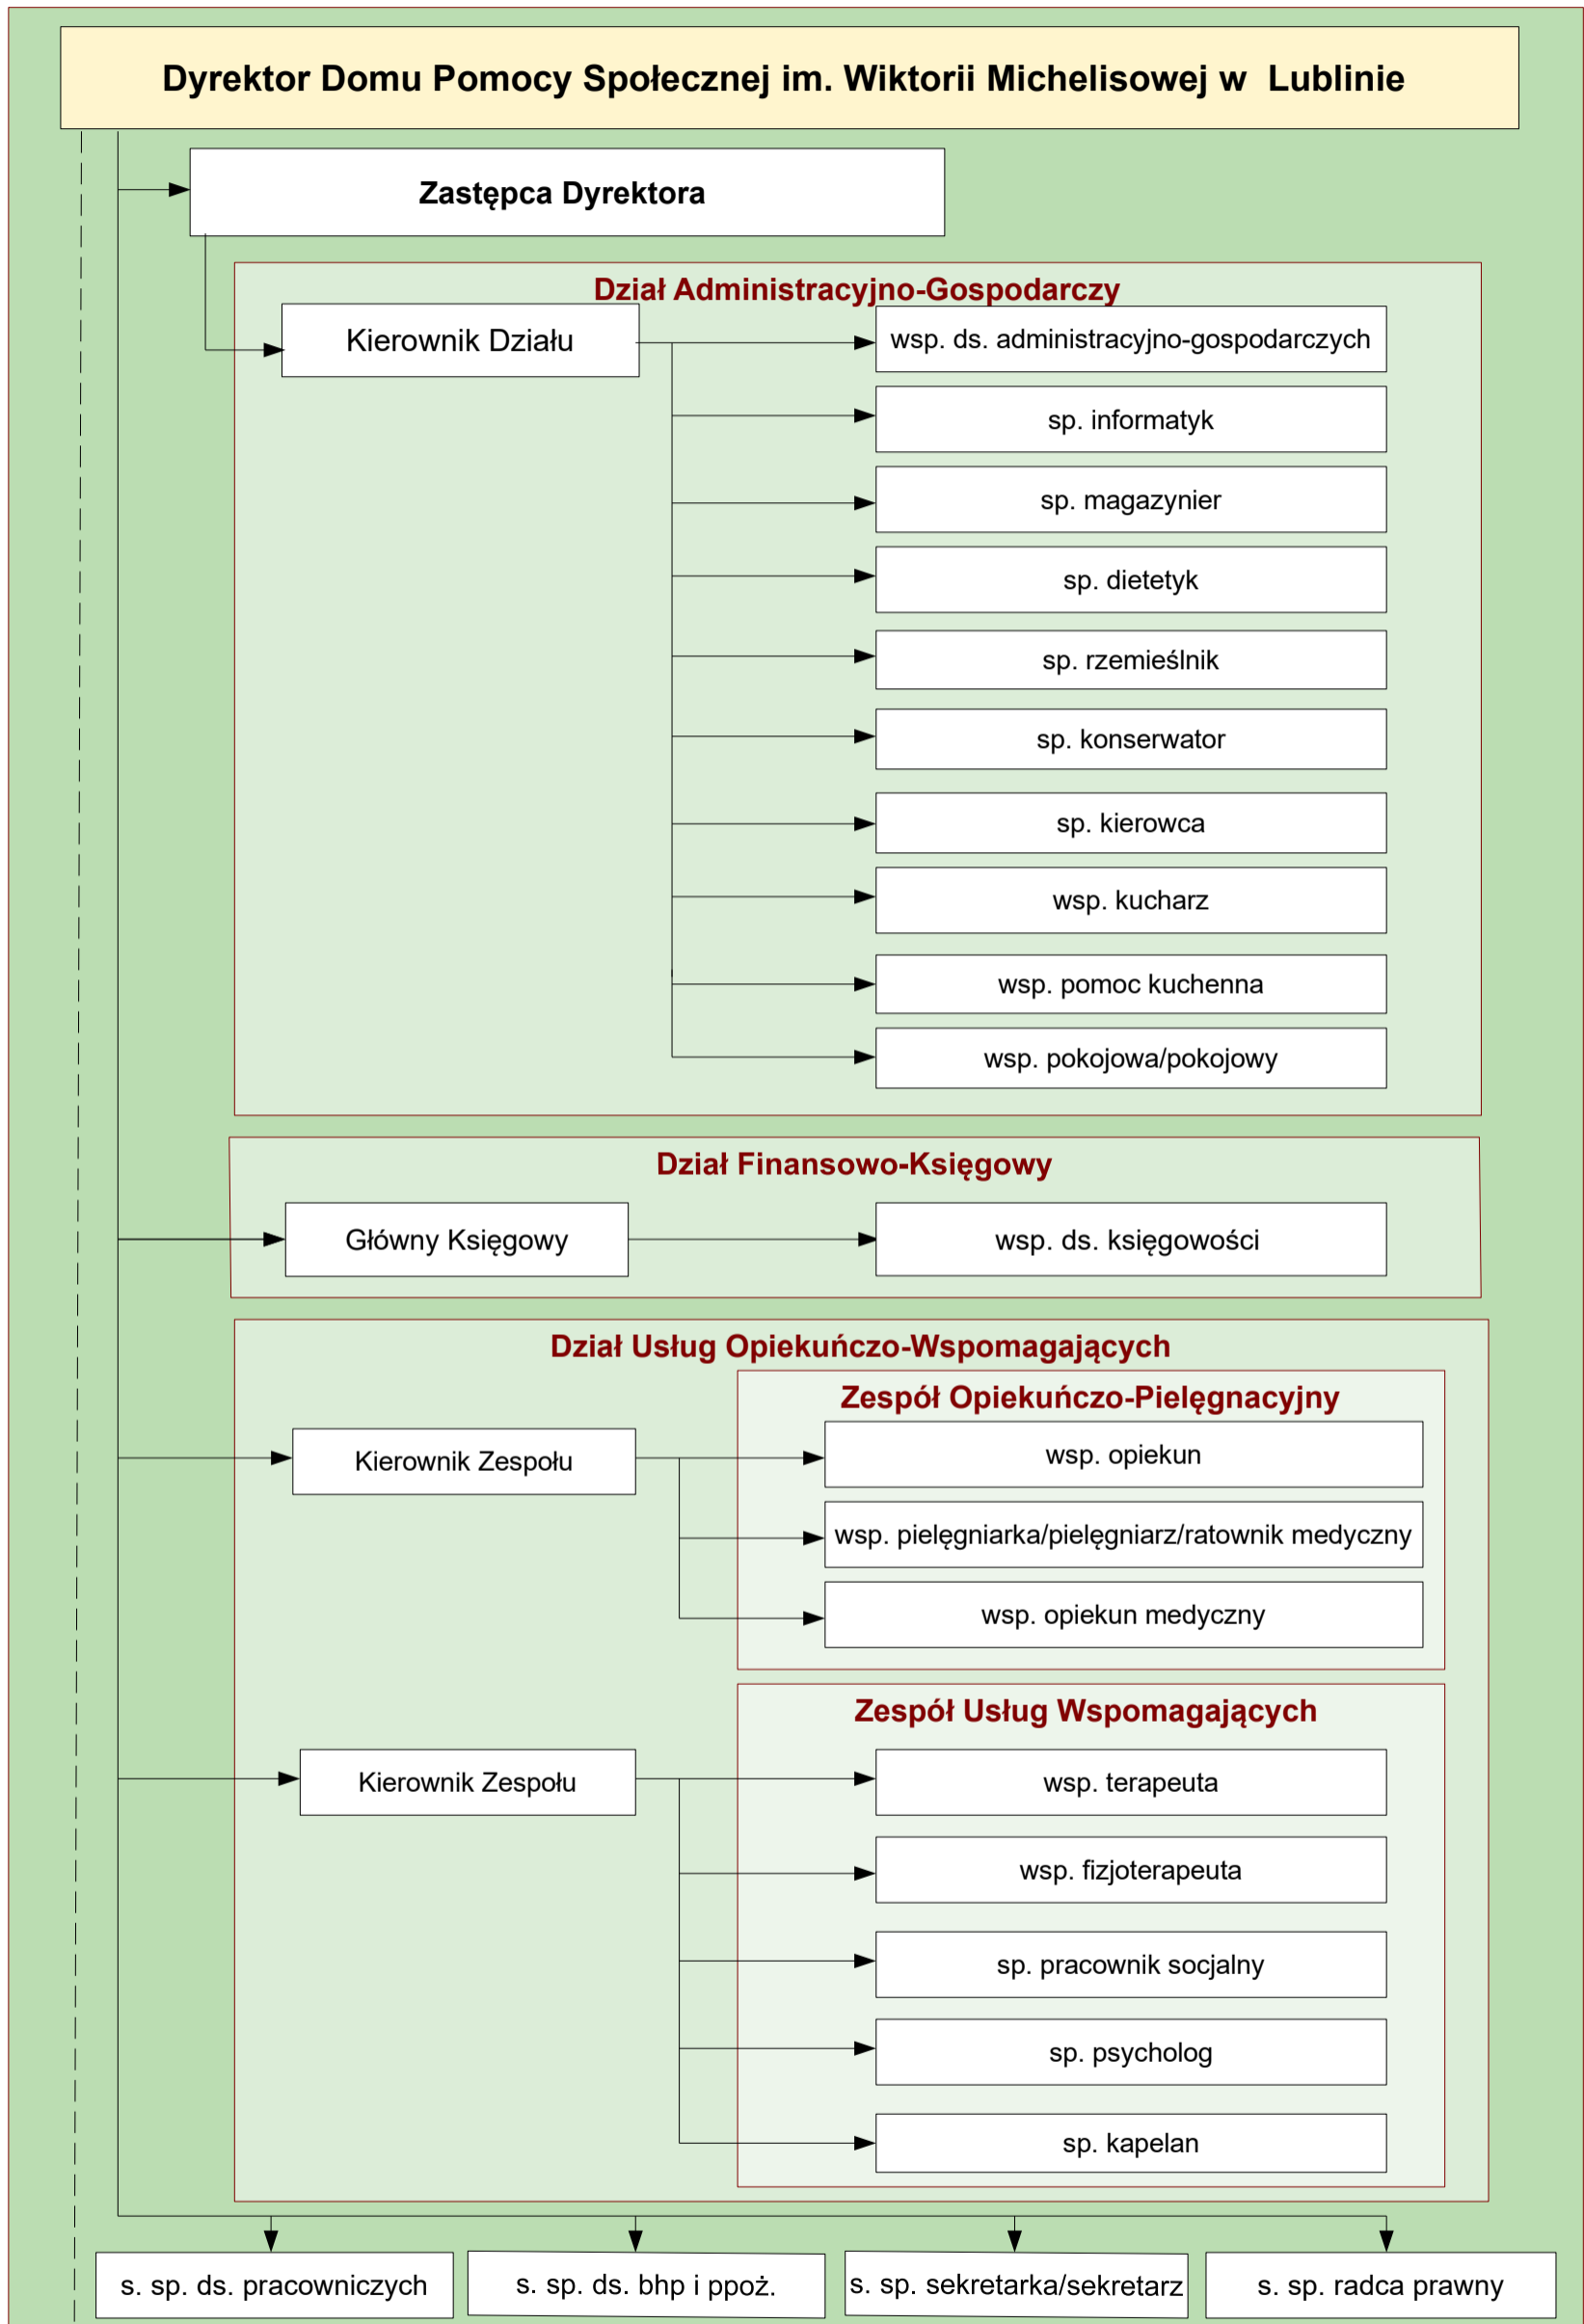 Dyrektor Domu Pomocy Społecznej im. Wiktorii Michelisowej w Lublinie
Zastępca Dyrektora
Dział Administracyjno-Gospodarczy
Kierownik Działu
wsp. ds. administracyjno-gospodarczych
sp. informatyk
sp. magazynier
sp. dietetyk
sp. rzemieślnik
sp. konserwator
sp. kierowca
wsp. kucharz
wsp. pomoc kuchenna
wsp. pokojowa/pokojowy
Dział Finansowo-Księgowy
Główny Księgowy
wsp. ds. księgowości
Dział Usług Opiekuńczo-Wspomagających
Zespół Opiekuńczo-Pielęgnacyjny
Kierownik Zespołu
wsp. opiekun
wsp. pielęgniarka/pielęgniarz/ratownik medyczny
wsp. opiekun medyczny
Zespół Usług Wspomagających
Kierownik Zespołu
wsp. terapeuta
wsp. fizjoterapeuta
sp. pracownik socjalny
sp. psycholog
sp. kapelan
s. sp. ds. pracowniczych
s. sp. ds. bhp i ppoż.
s. sp. sekretarka/sekretarz
s. sp. radca prawny